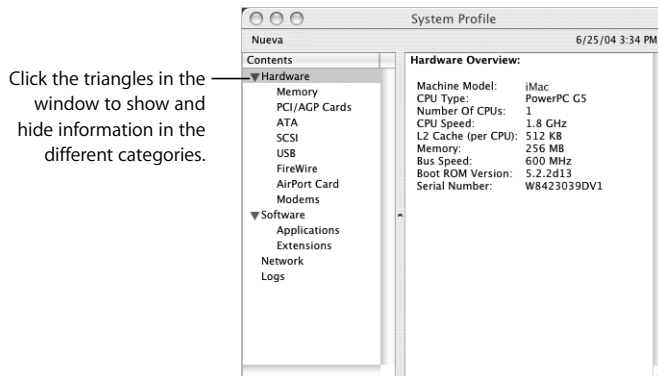 System Profile
Nueva 6/25/04 3:34 PM
Click the triangles in the
window to show and
hide information in the
different categories.
Contents
Hardware
Memory
PCI/AGP Cards
ATA
SCSI
USB
FireWire
AirPort Card
Modems
Software
Applications
Extensions
Network
Logs
Hardware Overview:
Machine Model: iMac
CPU Type: PowerPC G5
Number Of CPUs: 1
CPU Speed: 1.8 GHz
L2 Cache (per CPU): 512 KB
Memory: 256 MB
Bus Speed: 600 MHz
Boot ROM Version: 5.2.2d13
Serial Number: W8423039DV1